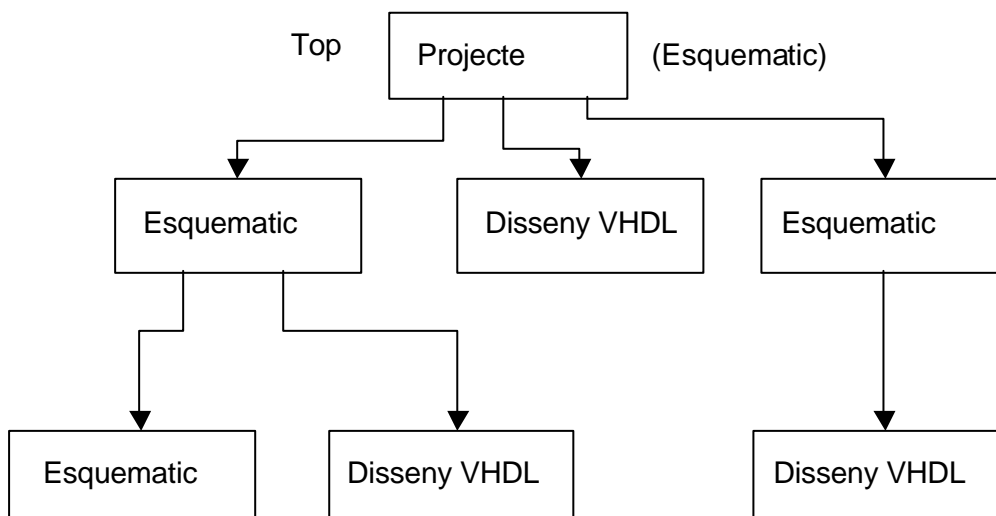 Top
Projecte
(Esquematic)
Esquematic
Disseny VHDL
Esquematic
Esquematic
Disseny VHDL
Disseny VHDL